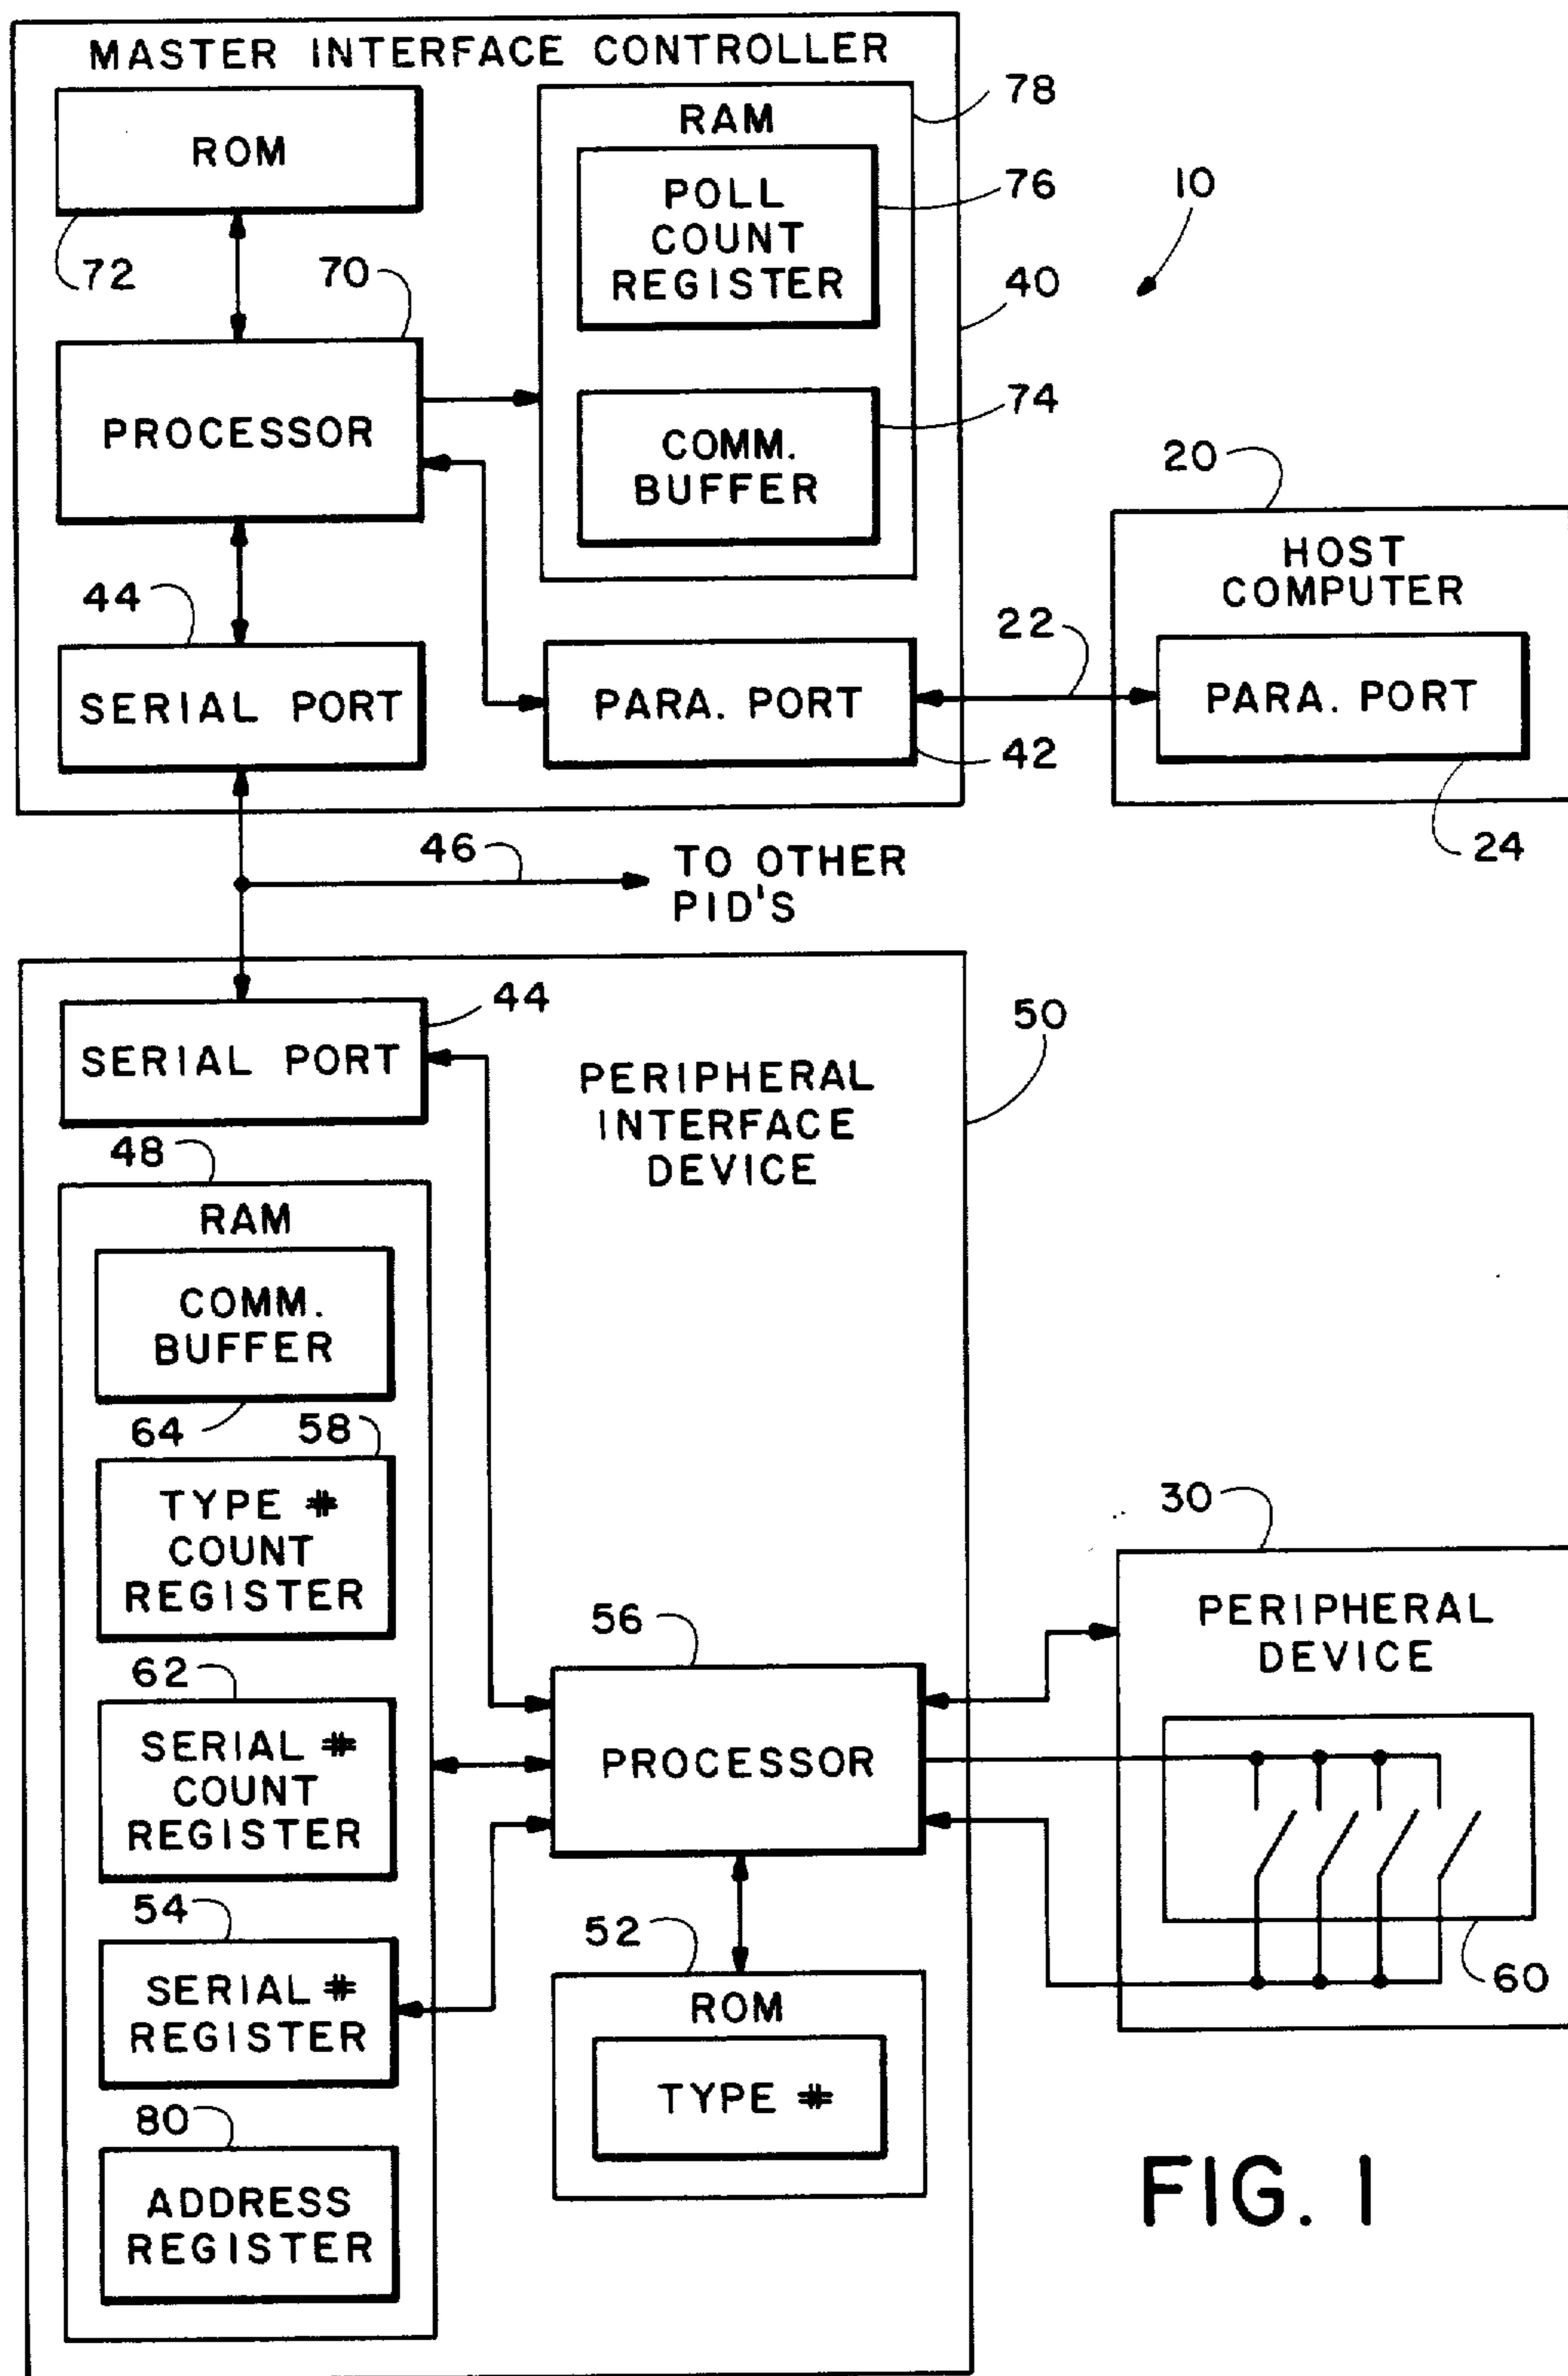 MASTER INTERFACE CONTROLLER
ROM
72
70
PROCESSOR
RAM
78
POLL
COUNT
REGISTER
76
COMM.
BUFFER
74
40
10
44
SERIAL PORT
PARA. PORT
42
22
20
HOST
COMPUTER
PARA. PORT
24
46
TO OTHER
PID'S
SERIAL PORT
44
PERIPHERAL
INTERFACE
DEVICE
50
48
RAM
COMM.
BUFFER
64
58
TYPE #
COUNT
REGISTER
62
SERIAL #
COUNT
REGISTER
54
SERIAL #
REGISTER
80
ADDRESS
REGISTER
56
PROCESSOR
52
ROM
TYPE #
30
PERIPHERAL
DEVICE
60
FIG. 1